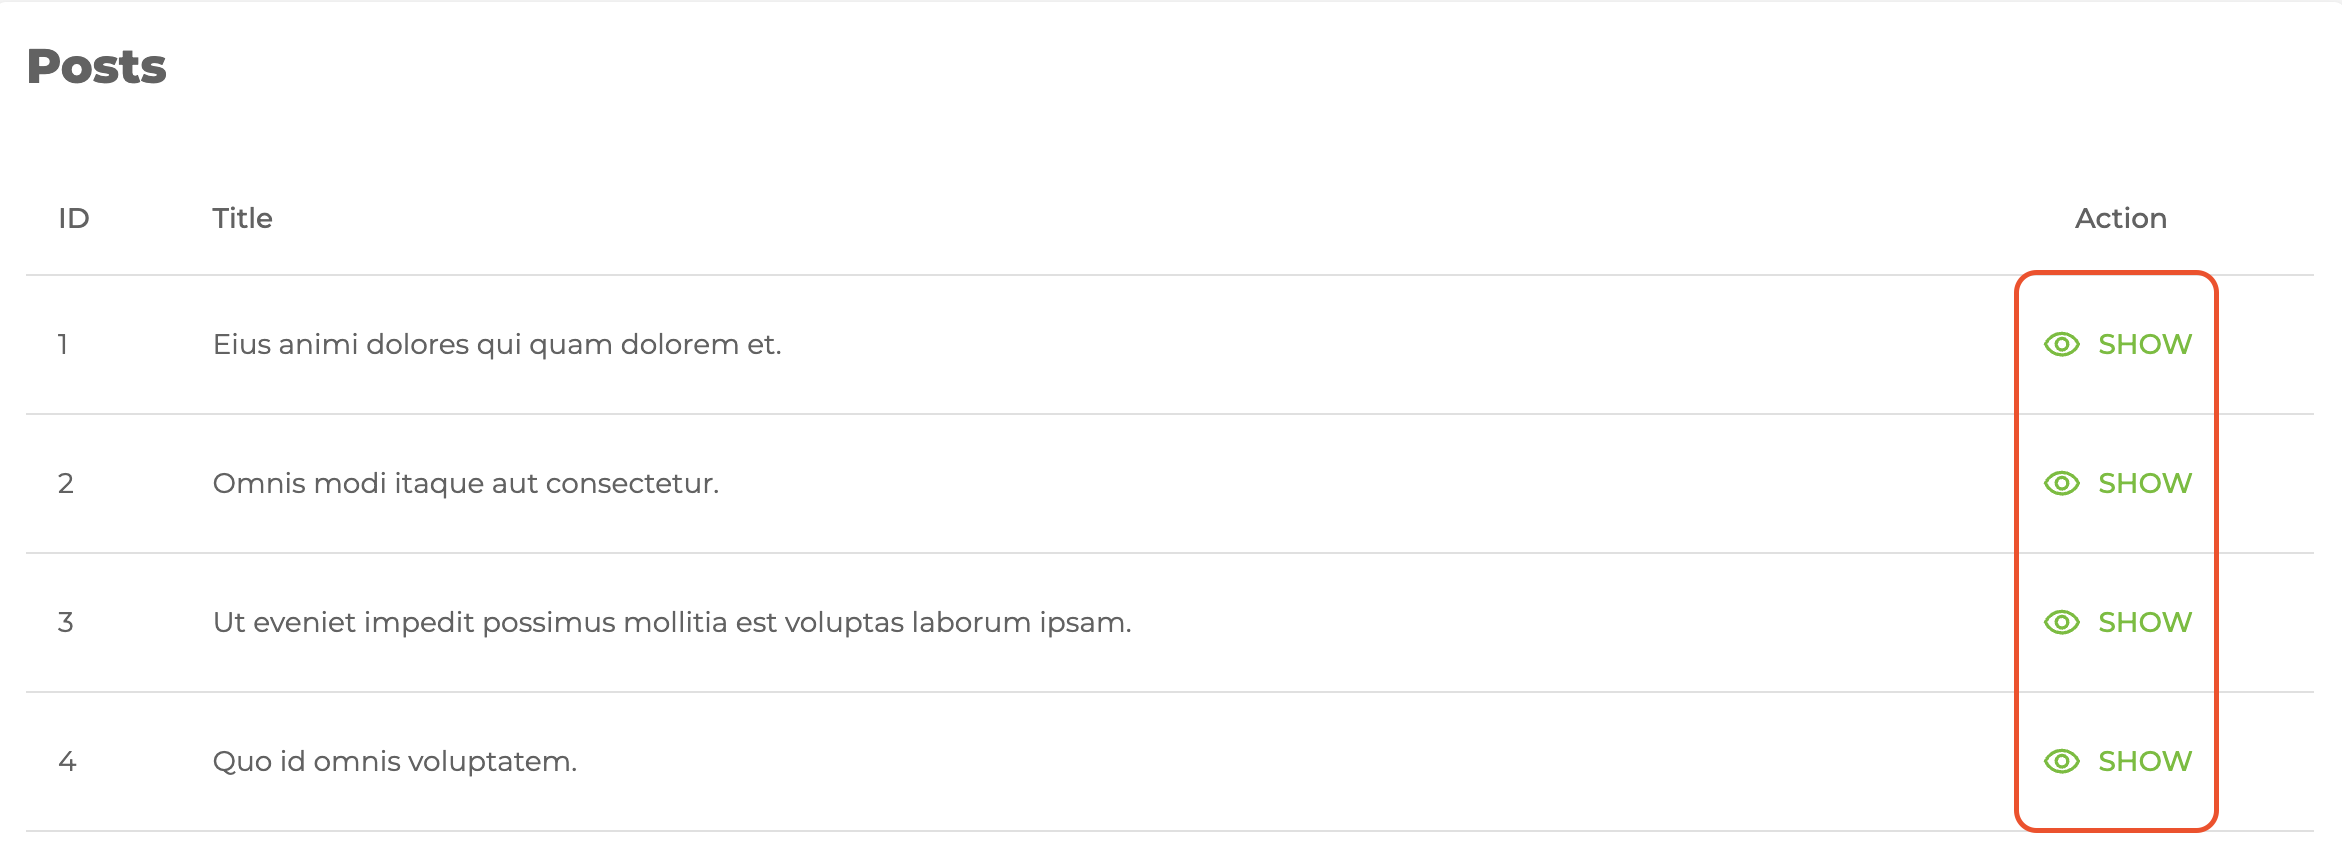 Posts
ID Title Action
1 Eius animi dolores qui quam dolorem et. SHOW
2 Omnis modi itaque aut consectetur. SHOW
3 Ut eveniet impedit possimus mollitia est voluptas laborum ipsam. SHOW
4 Quo id omnis voluptatem. SHOW